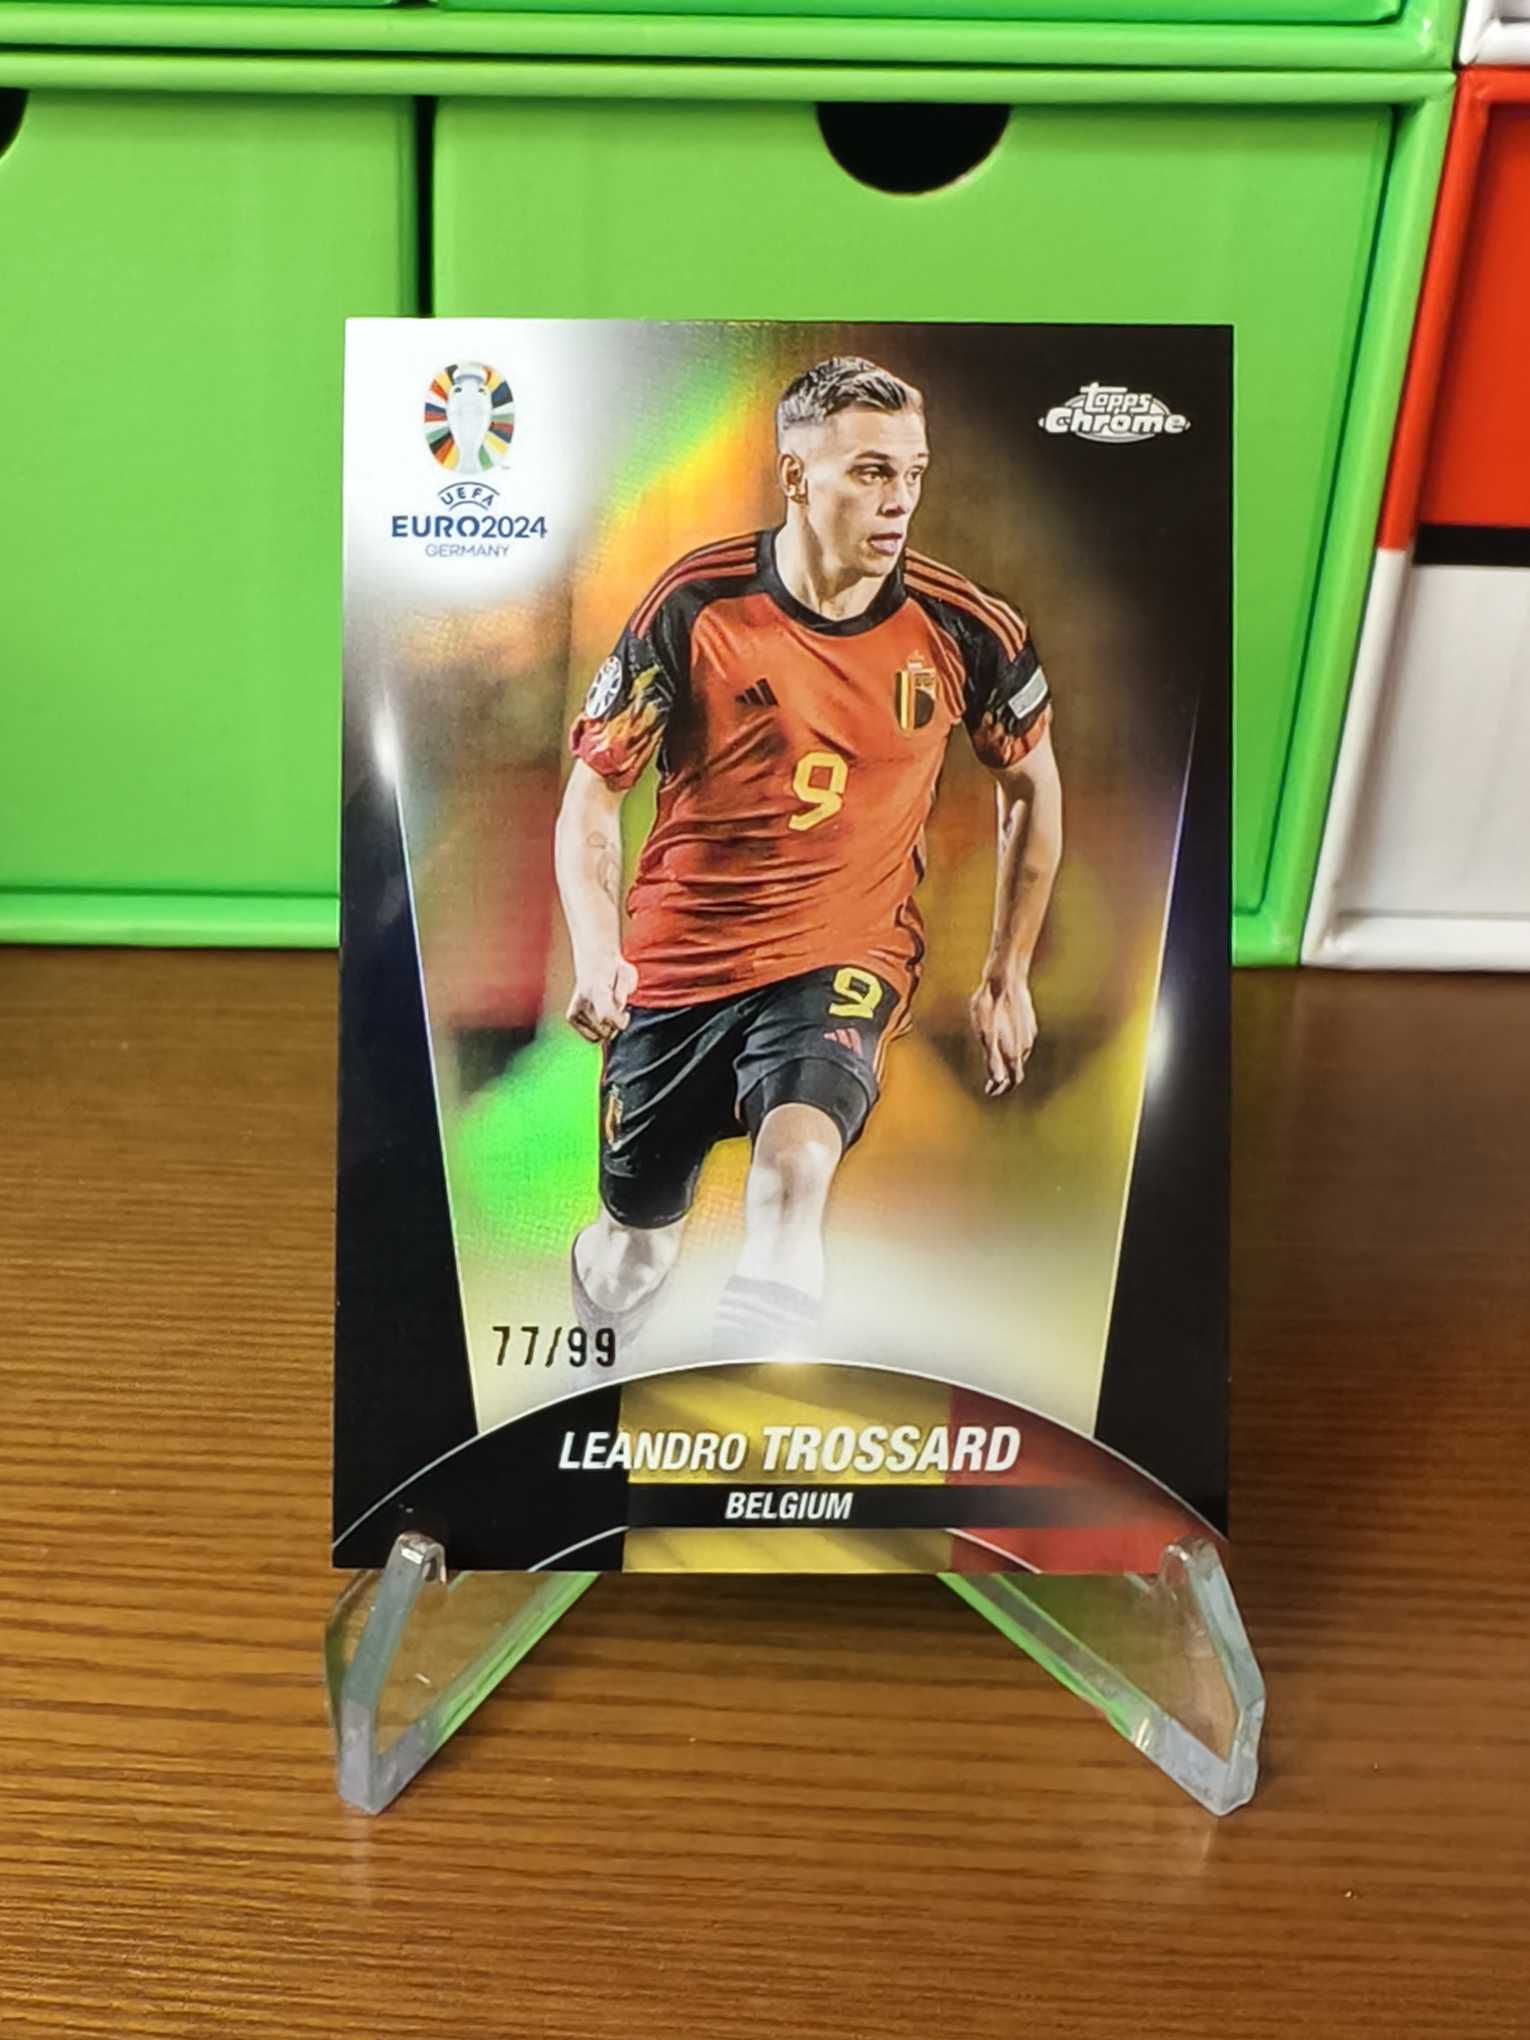 UEFA
EURO2024
GERMANY
topps
Chrome
9
9
77/99
LEANDRO TROSSARD
BELGIUM